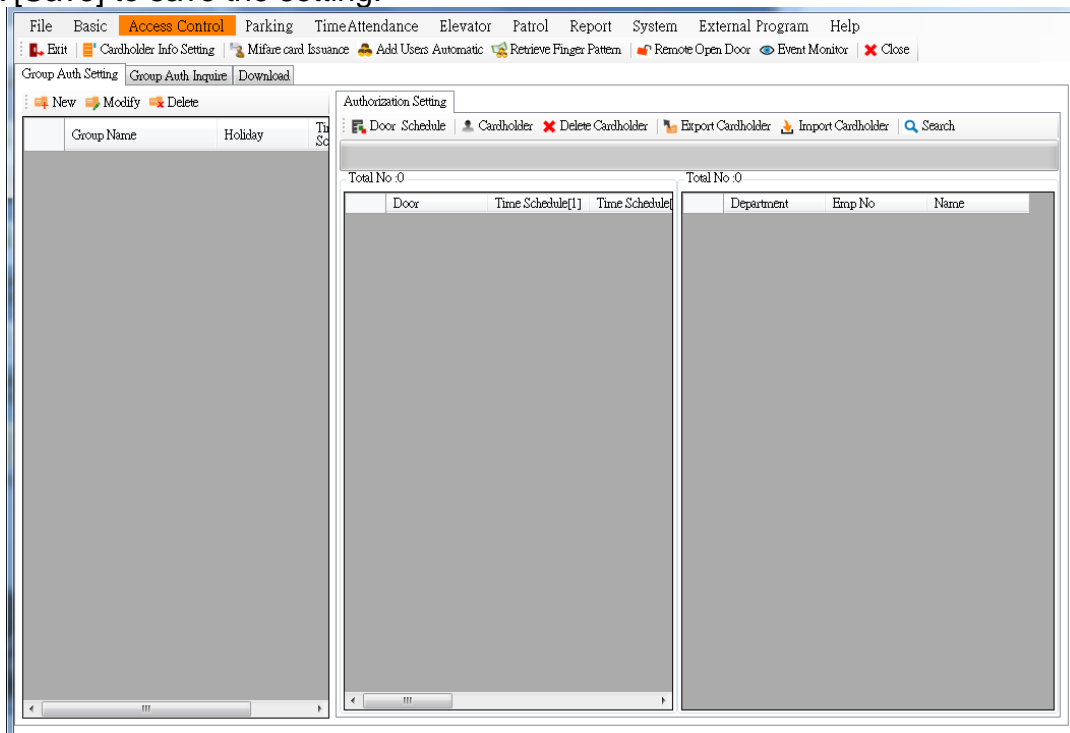 [Save] to save the setting.
File Basic Access Control Parking TimeAttendance Elevator Patrol Report System External Program Help
Exit Cardholder Info Setting Mifare card Issuance Add Users Automatic Retrieve Finger Pattern Remote Open Door Event Monitor Close
Group Auth Setting Group Auth Inquire Download
New Modify Delete
Group Name Holiday
Authorization Setting
Door Schedule Cardholder Delete Cardholder Export Cardholder Import Cardholder Search
Total No :0
Door Time Schedule[1] Time Schedule[
Total No :0
Department Emp No Name